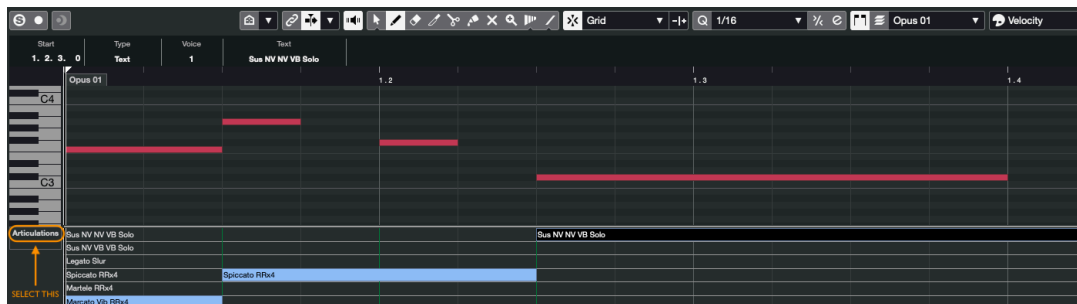 S
Grid
Q 1/16
e
Opus 01
Velocity
Start Type Voice Text
1. 2. 3. 0 Text 1 Sus NV NV VB Solo
Opus 01 1.2 1.3 1.4
C4
C3
Articulations Sus NV NV VB Solo Sus NV NV VB Solo
Sus NV VB VB Solo
Legato Slur
Spiccato RRx4 Spiccato RRx4
SELECT THIS Martele RRx4
Marcato Vib RRx4